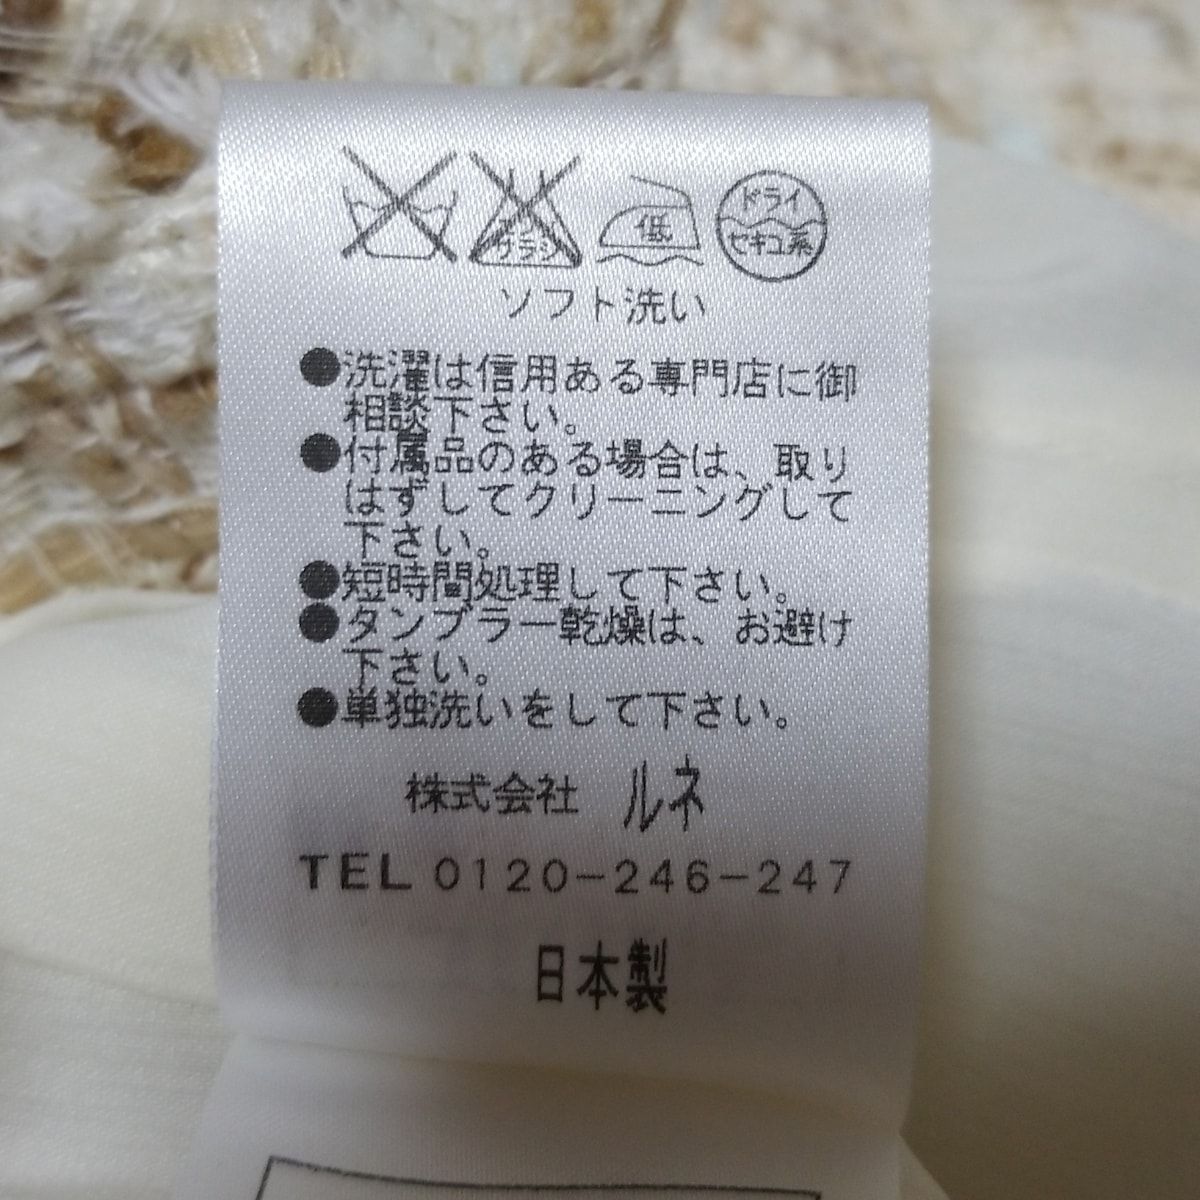 エンソ サラシ 低 ドライ セキユ系
ソフト洗い
●洗濯は信用ある専門店に御
相談下さい。
●付属品のある場合は、取り
はずしてクリーニングして
下さい。
●短時間処理して下さい。
●タンブラー乾燥は、お避け
下さい。
●単独洗いをして下さい。
株式会社 ルネ
TEL 0120-246-247
日本製